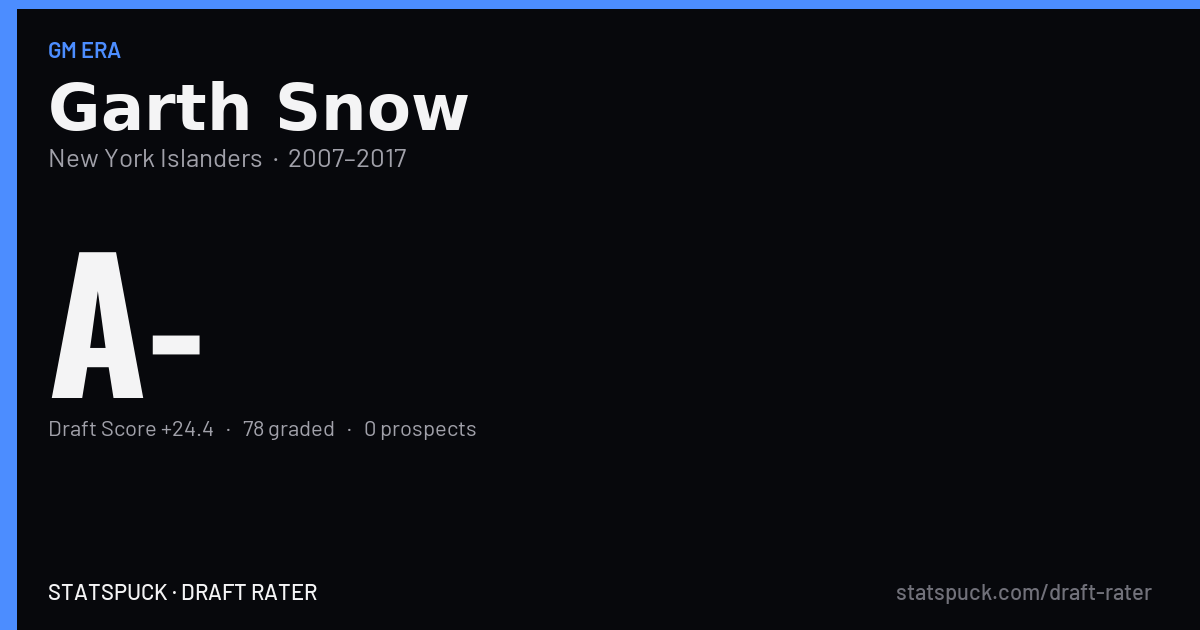 GM ERA
Garth Snow
New York Islanders · 2007–2017
A-
Draft Score +24.4 · 78 graded · 0 prospects
STATSPUCK · DRAFT RATER
statspuck.com/draft-rater